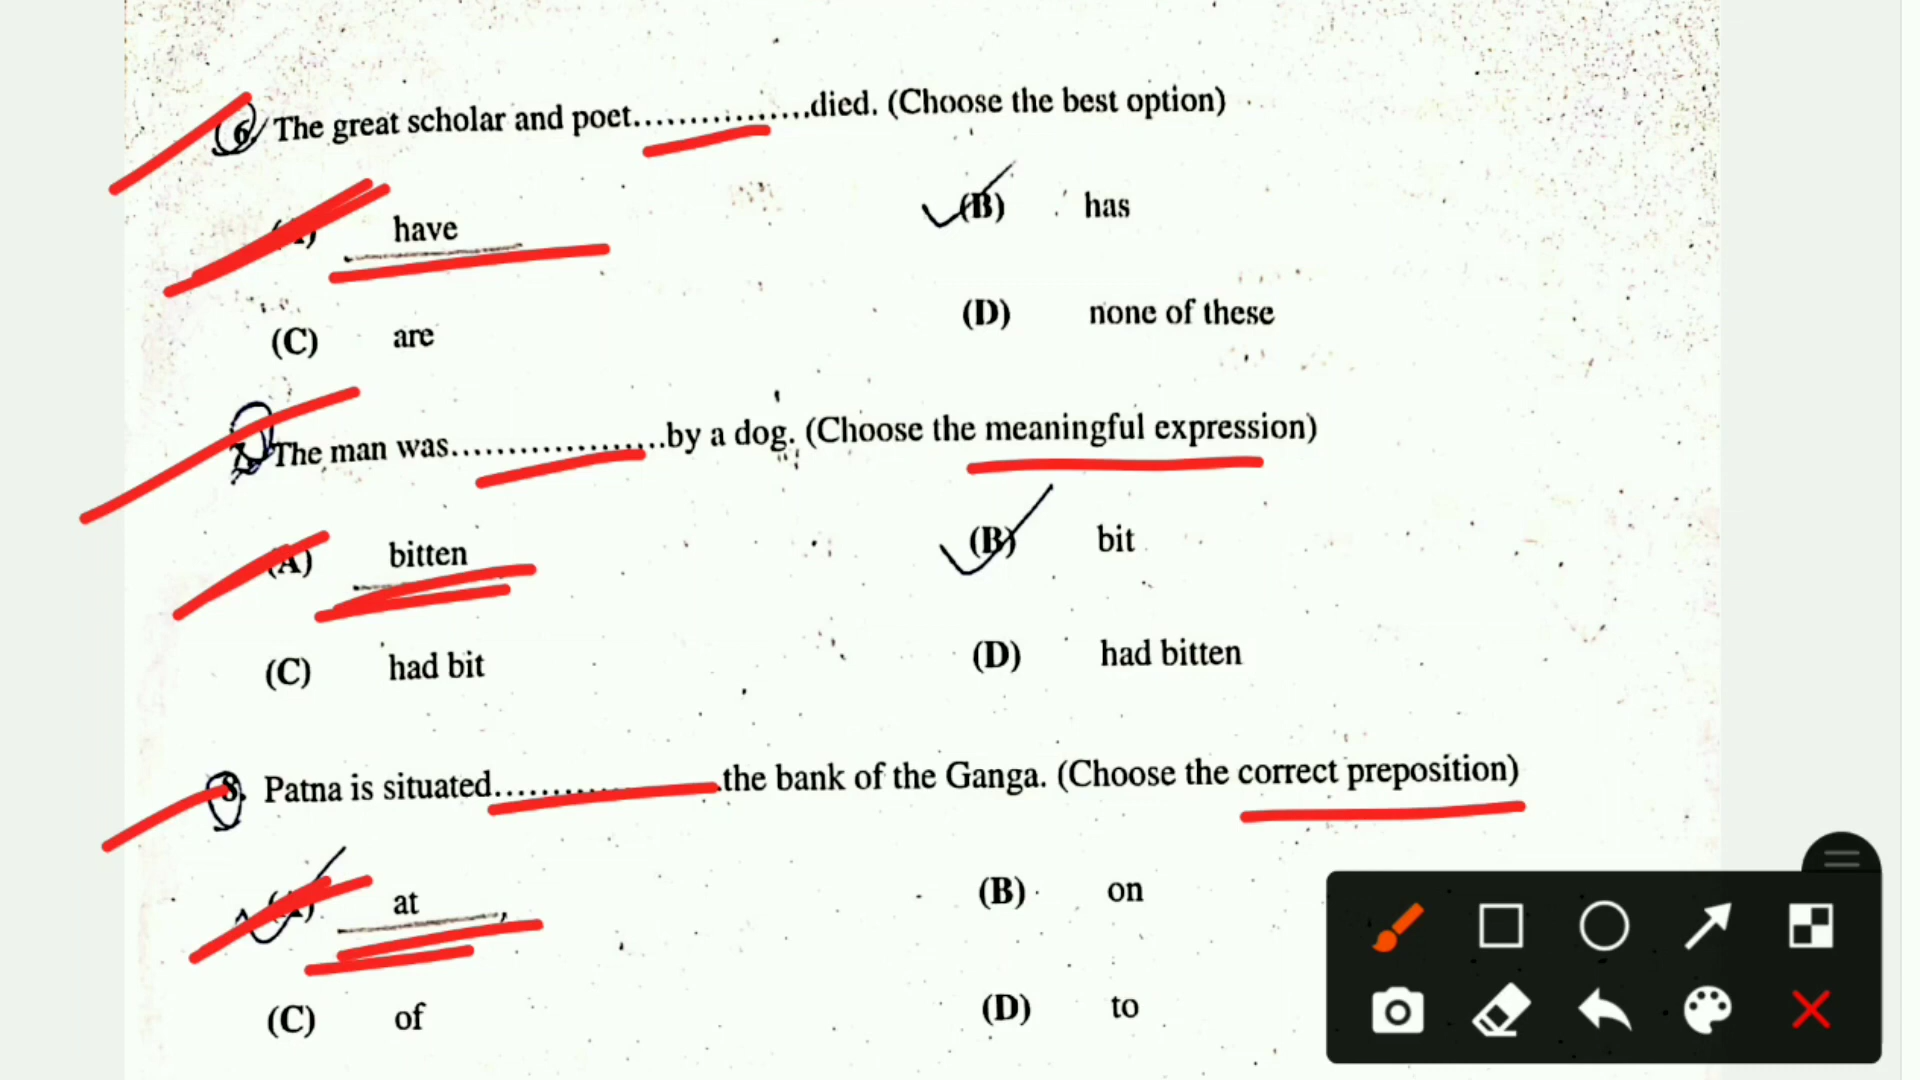 6. The great scholar and poet................died. (Choose the best option)
(A) have (B) has
(C) are (D) none of these
The man was...................by a dog. (Choose the meaningful expression)
(A) bitten (B) bit
(C) had bit (D) had bitten
8. Patna is situated....................the bank of the Ganga. (Choose the correct preposition)
(A) at (B) on
(C) of (D) to